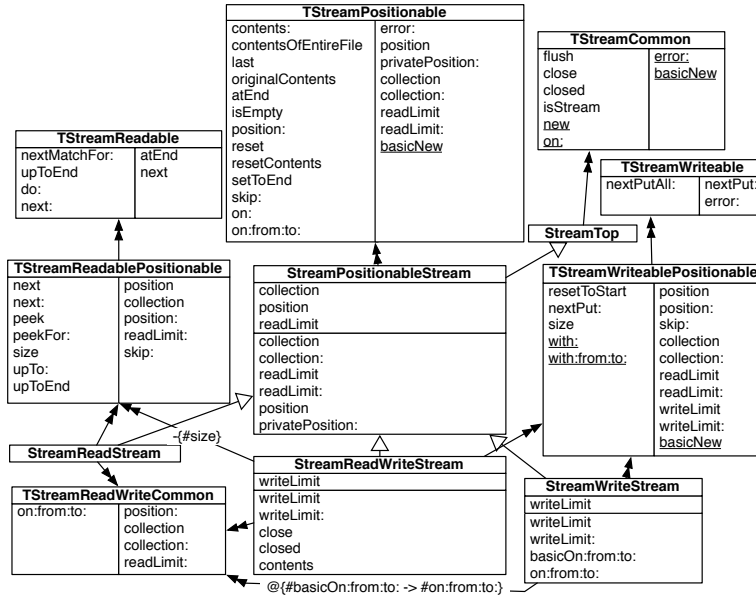 TStreamPositionable
contents:
contentsOfEntireFile
last
originalContents
atEnd
isEmpty
position:
reset
resetContents
setToEnd
skip:
on:
on:from:to:
error:
position
privatePosition:
collection
collection:
readLimit
readLimit:
basicNew
TStreamCommon
flush
close
closed
isStream
new
on:
error:
basicNew
TStreamReadable
nextMatchFor:
upToEnd
do:
next:
atEnd
next
TStreamWriteable
nextPutAll:
nextPut:
error:
StreamTop
TStreamReadablePositionable
next
next:
peek
peekFor:
size
upTo:
upToEnd
position
collection
position:
readLimit:
skip:
StreamPositionableStream
collection
position
readLimit
collection
collection:
readLimit
readLimit:
position
privatePosition:
TStreamWriteablePositionable
resetToStart
nextPut:
size
with:
with:from:to:
position
position:
skip:
collection
collection:
readLimit
readLimit:
writeLimit
writeLimit:
basicNew
-{#size}
StreamReadStream
StreamReadWriteStream
writeLimit
writeLimit
writeLimit:
close
closed
contents
TStreamReadWriteCommon
on:from:to:
position:
collection
collection:
readLimit:
StreamWriteStream
writeLimit
writeLimit
writeLimit:
basicOn:from:to:
on:from:to:
@{#basicOn:from:to: -> #on:from:to:}